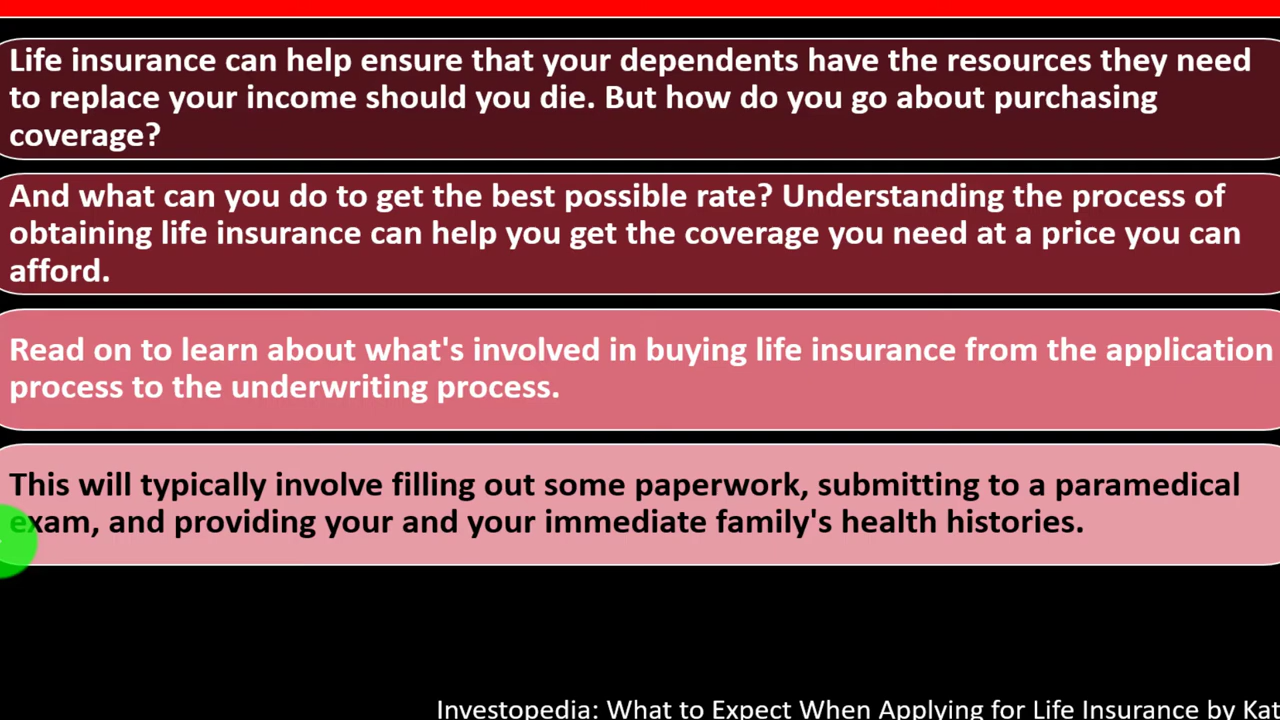 Life insurance can help ensure that your dependents have the resources they need
to replace your income should you die. But how do you go about purchasing
coverage?
And what can you do to get the best possible rate? Understanding the process of
obtaining life insurance can help you get the coverage you need at a price you can
afford.
Read on to learn about what's involved in buying life insurance from the application
process to the underwriting process.
This will typically involve filling out some paperwork, submitting to a paramedical
exam, and providing your and your immediate family's health histories.
Investopedia: What to Expect When Applying for Life Insurance by Kat